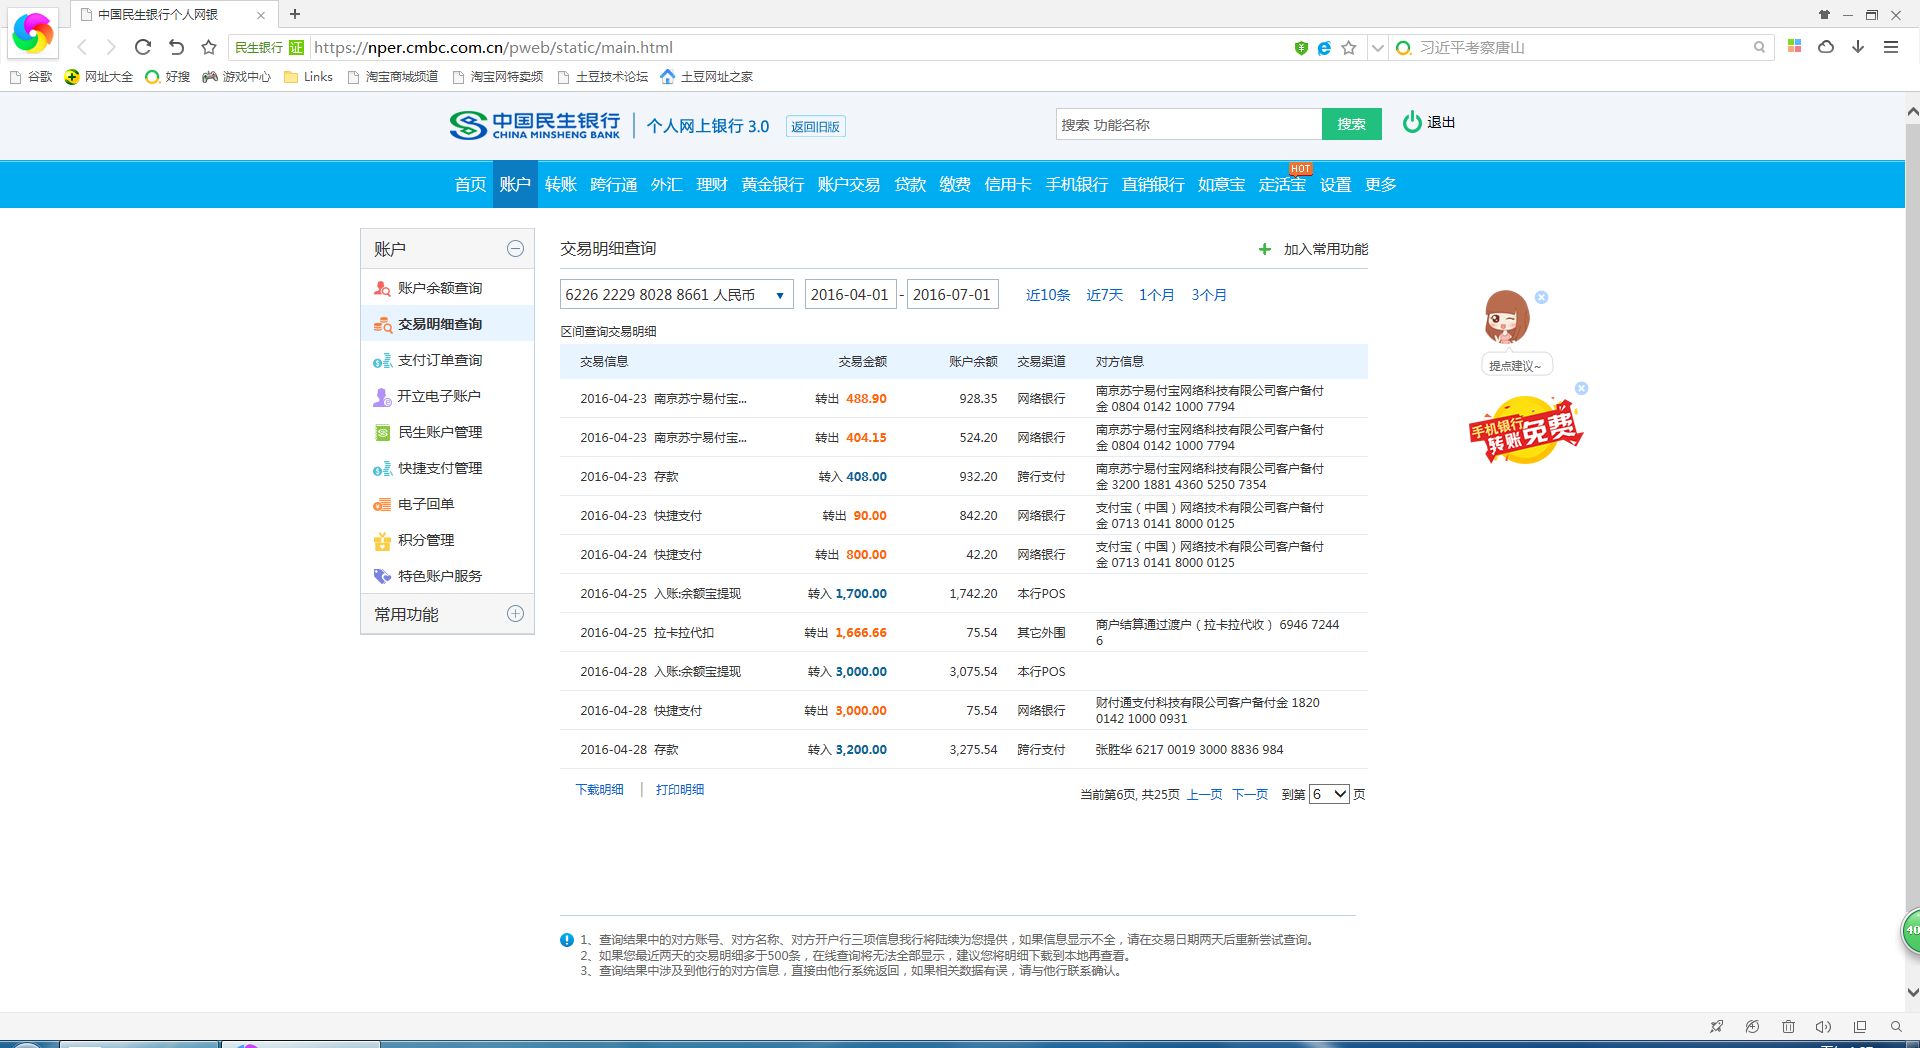 中国民生银行个人网银
民生银行 证 https://nper.cmbc.com.cn/pweb/static/main.html
习近平考察唐山
谷歌 网址大全 好搜 游戏中心 Links 淘宝商城频道 淘宝网特卖频 土豆技术论坛 土豆网址之家
中国民生银行 个人网上银行 3.0 返回旧版
CHINA MINSHENG BANK
搜索 功能名称 搜索 退出
HOT
首页 账户 转账 跨行通 外汇 理财 黄金银行 账户交易 贷款 缴费 信用卡 手机银行 直销银行 如意宝 定活宝 设置 更多
账户
账户余额查询
交易明细查询
支付订单查询
开立电子账户
民生账户管理
快捷支付管理
电子回单
积分管理
特色账户服务
常用功能
交易明细查询 加入常用功能
6226 2229 8028 8661 人民币 2016-04-01 - 2016-07-01 近10条 近7天 1个月 3个月
区间查询交易明细
交易信息 交易金额 账户余额 交易渠道 对方信息
2016-04-23 南京苏宁易付宝... 转出 488.90 928.35 网络银行 南京苏宁易付宝网络科技有限公司客户备付
金 0804 0142 1000 7794
2016-04-23 南京苏宁易付宝... 转出 404.15 524.20 网络银行 南京苏宁易付宝网络科技有限公司客户备付
金 0804 0142 1000 7794
2016-04-23 存款 转入 408.00 932.20 跨行支付 南京苏宁易付宝网络科技有限公司客户备付
金 3200 1881 4360 5250 7354
2016-04-23 快捷支付 转出 90.00 842.20 网络银行 支付宝（中国）网络技术有限公司客户备付
金 0713 0141 8000 0125
2016-04-24 快捷支付 转出 800.00 42.20 网络银行 支付宝（中国）网络技术有限公司客户备付
金 0713 0141 8000 0125
2016-04-25 入账:余额宝提现 转入 1,700.00 1,742.20 本行POS
2016-04-25 拉卡拉代扣 转出 1,666.66 75.54 其它外围 商户结算通过渡户（拉卡拉代收） 6946 7244
6
2016-04-28 入账:余额宝提现 转入 3,000.00 3,075.54 本行POS
2016-04-28 快捷支付 转出 3,000.00 75.54 网络银行 财付通支付科技有限公司客户备付金 1820
0142 1000 0931
2016-04-28 存款 转入 3,200.00 3,275.54 跨行支付 张胜华 6217 0019 3000 8836 984
下载明细 | 打印明细
当前第6页, 共25页 上一页 下一页 到第 6 页
提点建议~
手机银行
转账免费
1、查询结果中的对方账号、对方名称、对方开户行三项信息我行将陆续为您提供，如果信息显示不全，请在交易日期两天后重新尝试查询。
2、如果您最近两天的交易明细多于500条，在线查询将无法全部显示，建议您将明细下载到本地再查看。
3、查询结果中涉及到他行的对方信息，直接由他行系统返回，如果相关数据有误，请与他行联系确认。
40